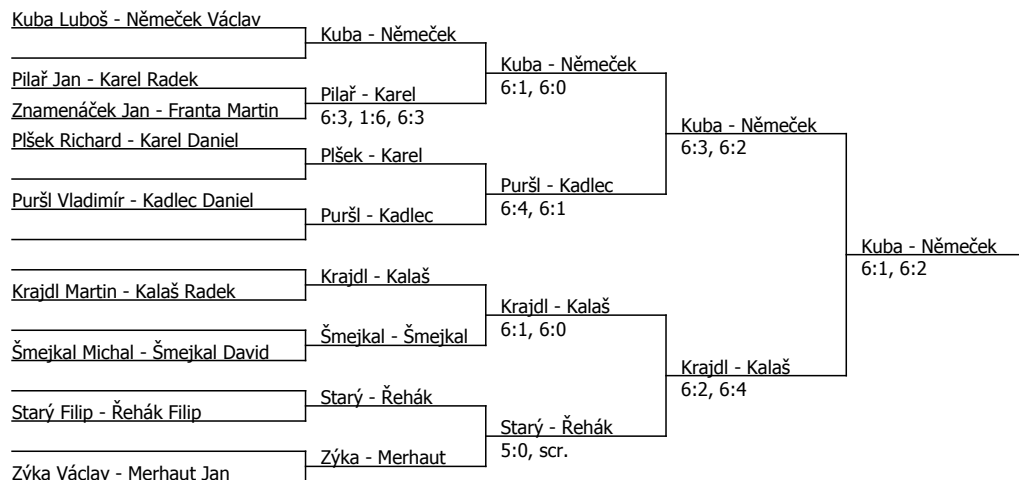 Kuba Luboš - Němeček Václav
Pilař Jan - Karel Radek
Znamenáček Jan - Franta Martin
Plšek Richard - Karel Daniel
Puršl Vladimír - Kadlec Daniel
Krajdl Martin - Kalaš Radek
Šmejkal Michal - Šmejkal David
Starý Filip - Řehák Filip
Zýka Václav - Merhaut Jan
Kuba - Němeček
Pilař - Karel
6:3, 1:6, 6:3
Plšek - Karel
Puršl - Kadlec
Krajdl - Kalaš
Šmejkal - Šmejkal
Starý - Řehák
Zýka - Merhaut
Kuba - Němeček
6:1, 6:0
Puršl - Kadlec
6:4, 6:1
Krajdl - Kalaš
6:1, 6:0
Starý - Řehák
5:0, scr.
Kuba - Němeček
6:3, 6:2
Krajdl - Kalaš
6:2, 6:4
Kuba - Němeček
6:1, 6:2